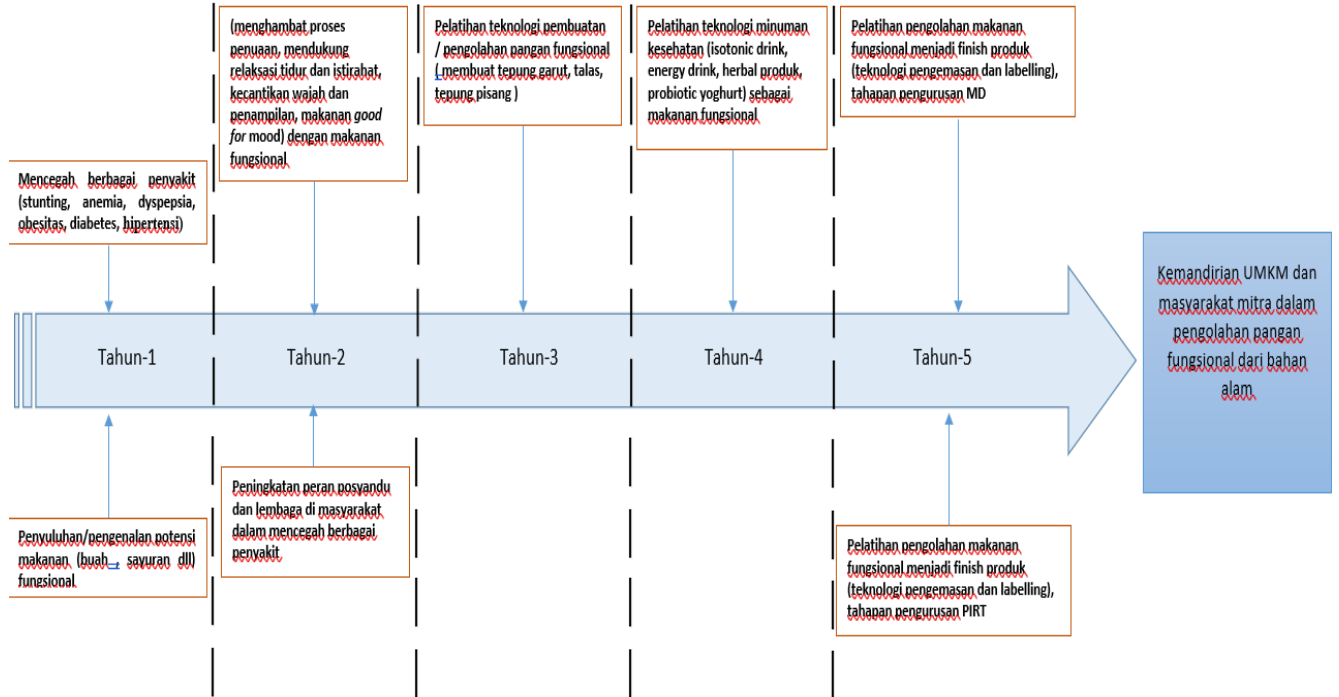 (menghambat proses
penuaan, mendukung
relaksasi tidur dan istirahat,
kecantikan wajah dan
penampilan, makanan good
for mood) dengan makanan
fungsional
Pelatihan teknologi pembuatan
/ pengolahan pangan fungsional
( membuat tepung garut, talas,
tepung pisang )
Pelatihan teknologi minuman
kesehatan (isotonic drink,
energy drink, herbal produk,
probiotic yoghurt) sebagai
makanan fungsional
Pelatihan pengolahan makanan
fungsional menjadi finish produk
(teknologi pengemasan dan labelling),
tahapan pengurusan MD
Mencegah berbagai penyakit
(stunting, anemia, dyspepsia,
obesitas, diabetes, hipertensi)
Tahun-1
Tahun-2
Tahun-3
Tahun-4
Tahun-5
Kemandirian UMKM dan
masyarakat mitra dalam
pengolahan pangan
fungsional dari bahan
alam
Penyuluhan/pengenalan potensi
makanan (buah , sayuran dll)
fungsional
Peningkatan peran posyandu
dan lembaga di masyarakat
dalam mencegah berbagai
penyakit
Pelatihan pengolahan makanan
fungsional menjadi finish produk
(teknologi pengemasan dan labelling),
tahapan pengurusan PIRT